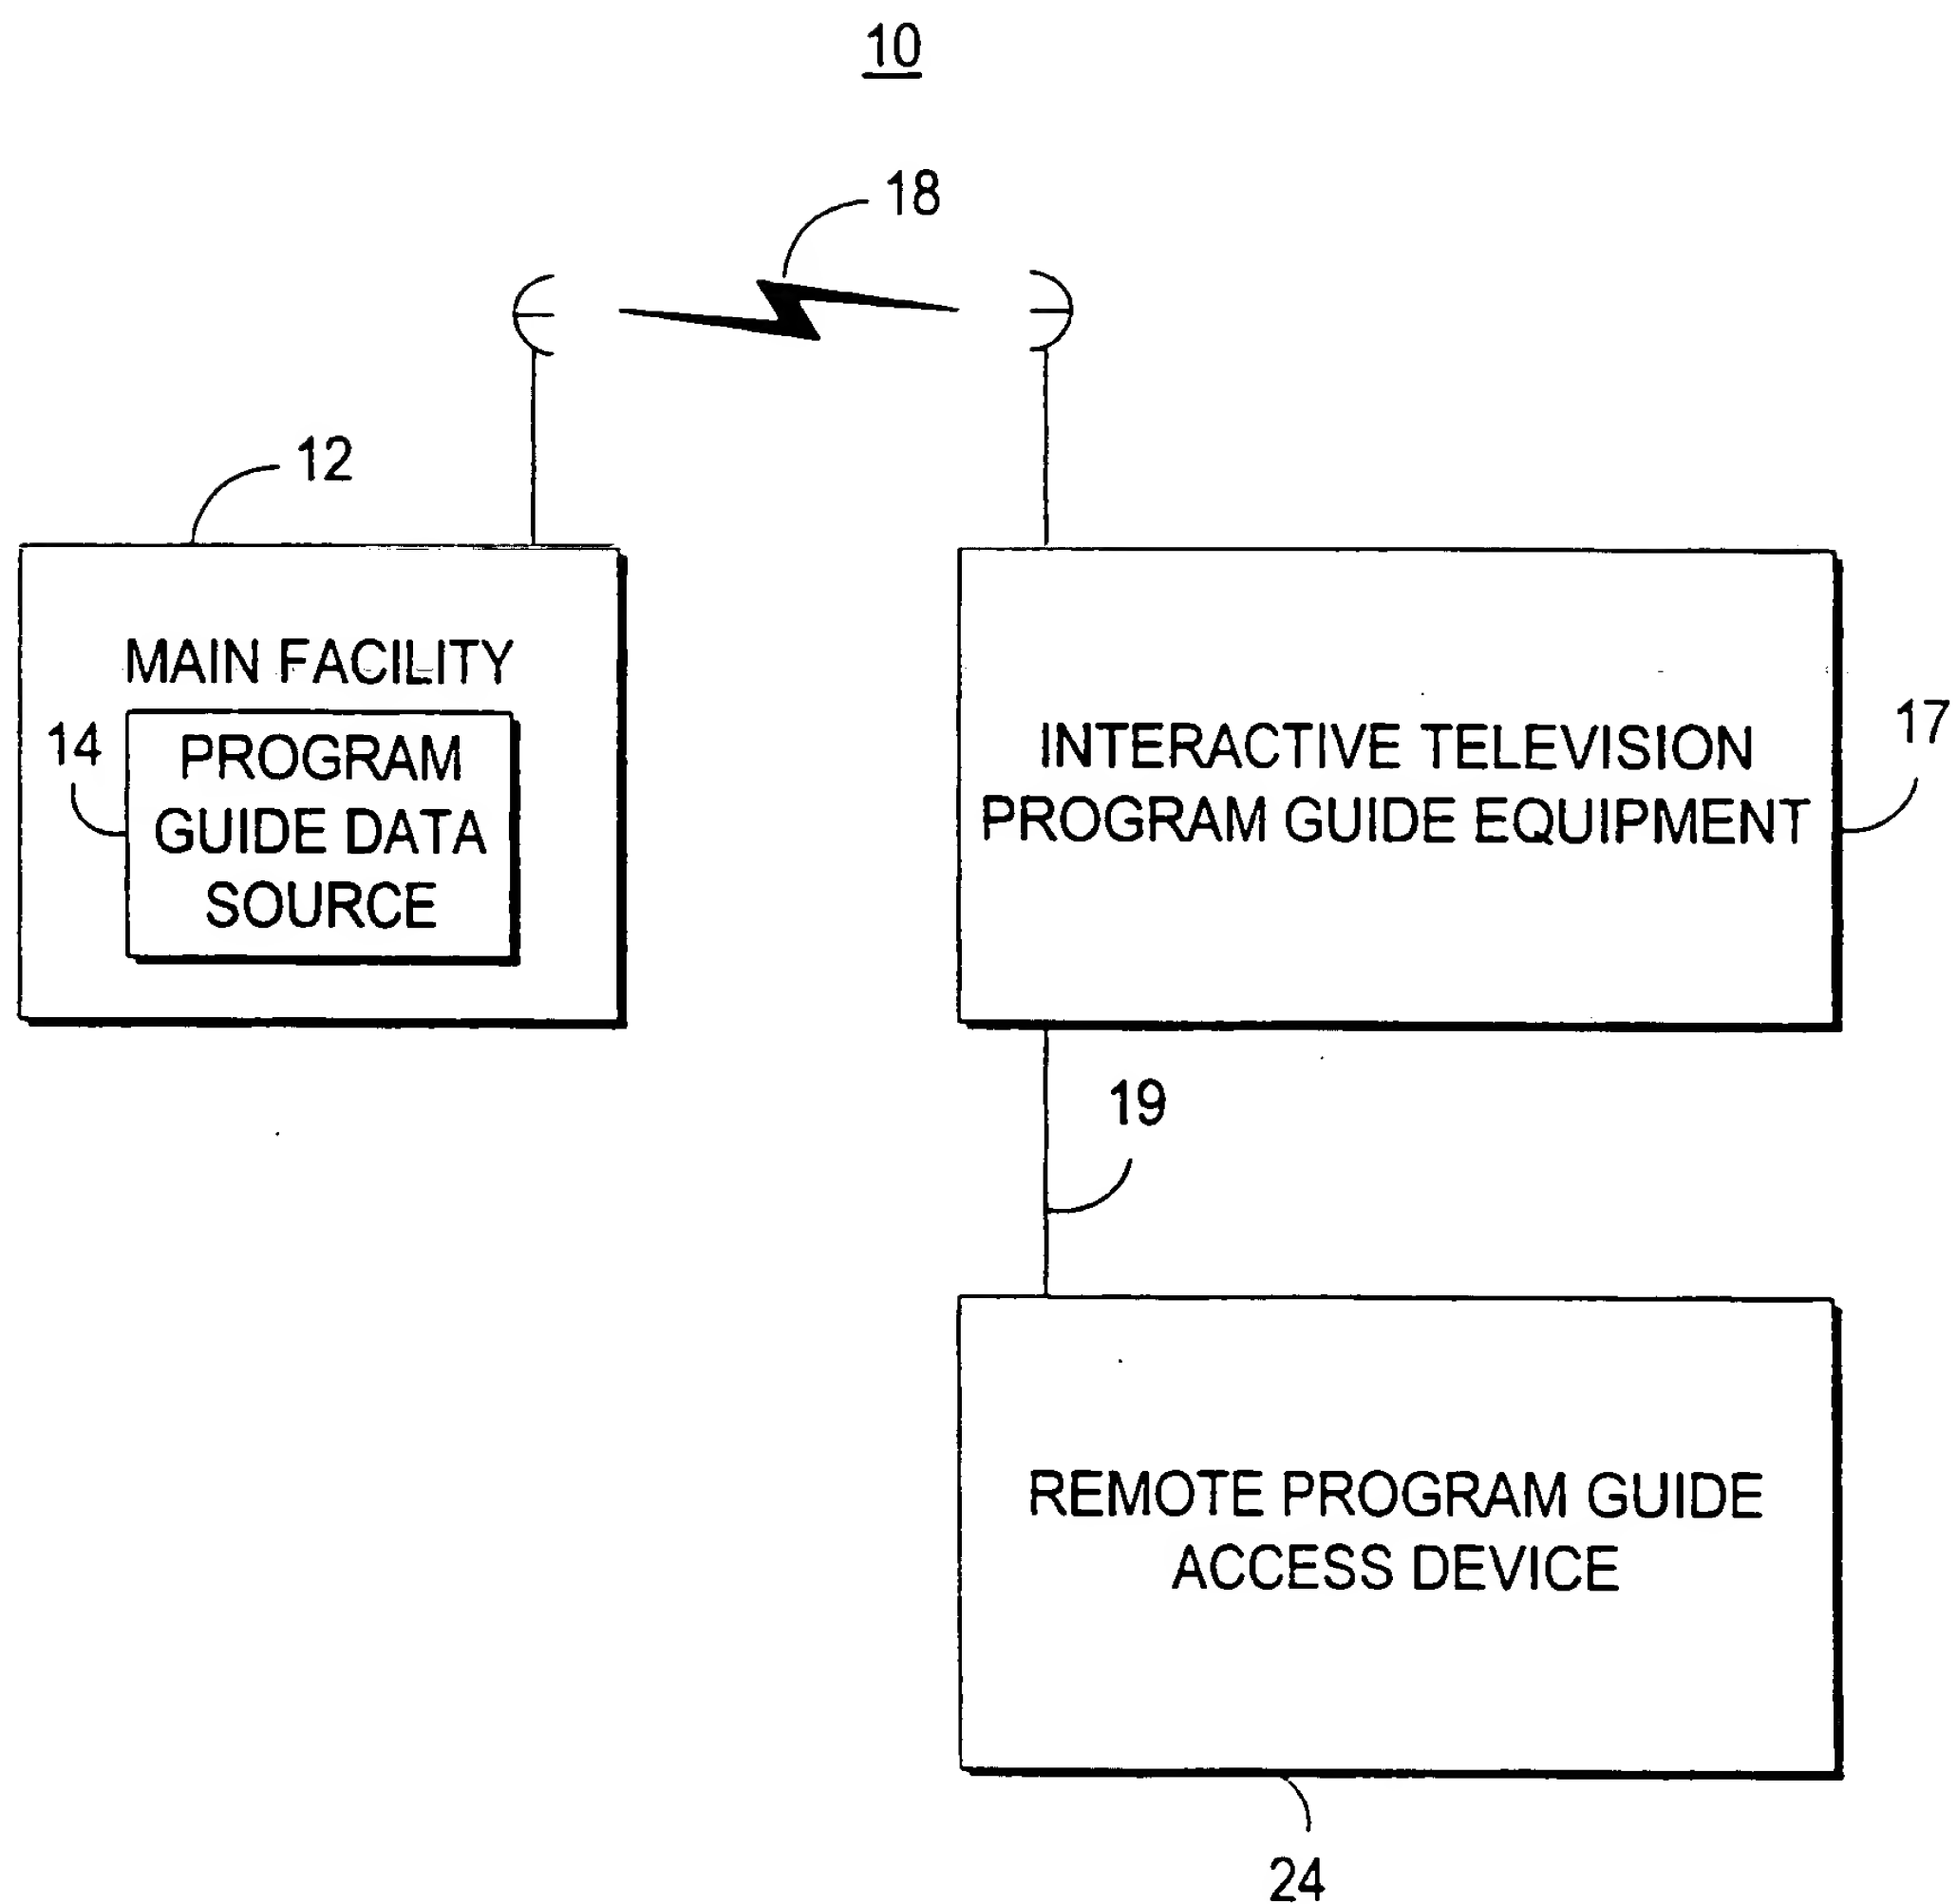 10
18
12
MAIN FACILITY
14
PROGRAM
GUIDE DATA
SOURCE
INTERACTIVE TELEVISION
PROGRAM GUIDE EQUIPMENT
17
19
REMOTE PROGRAM GUIDE
ACCESS DEVICE
24